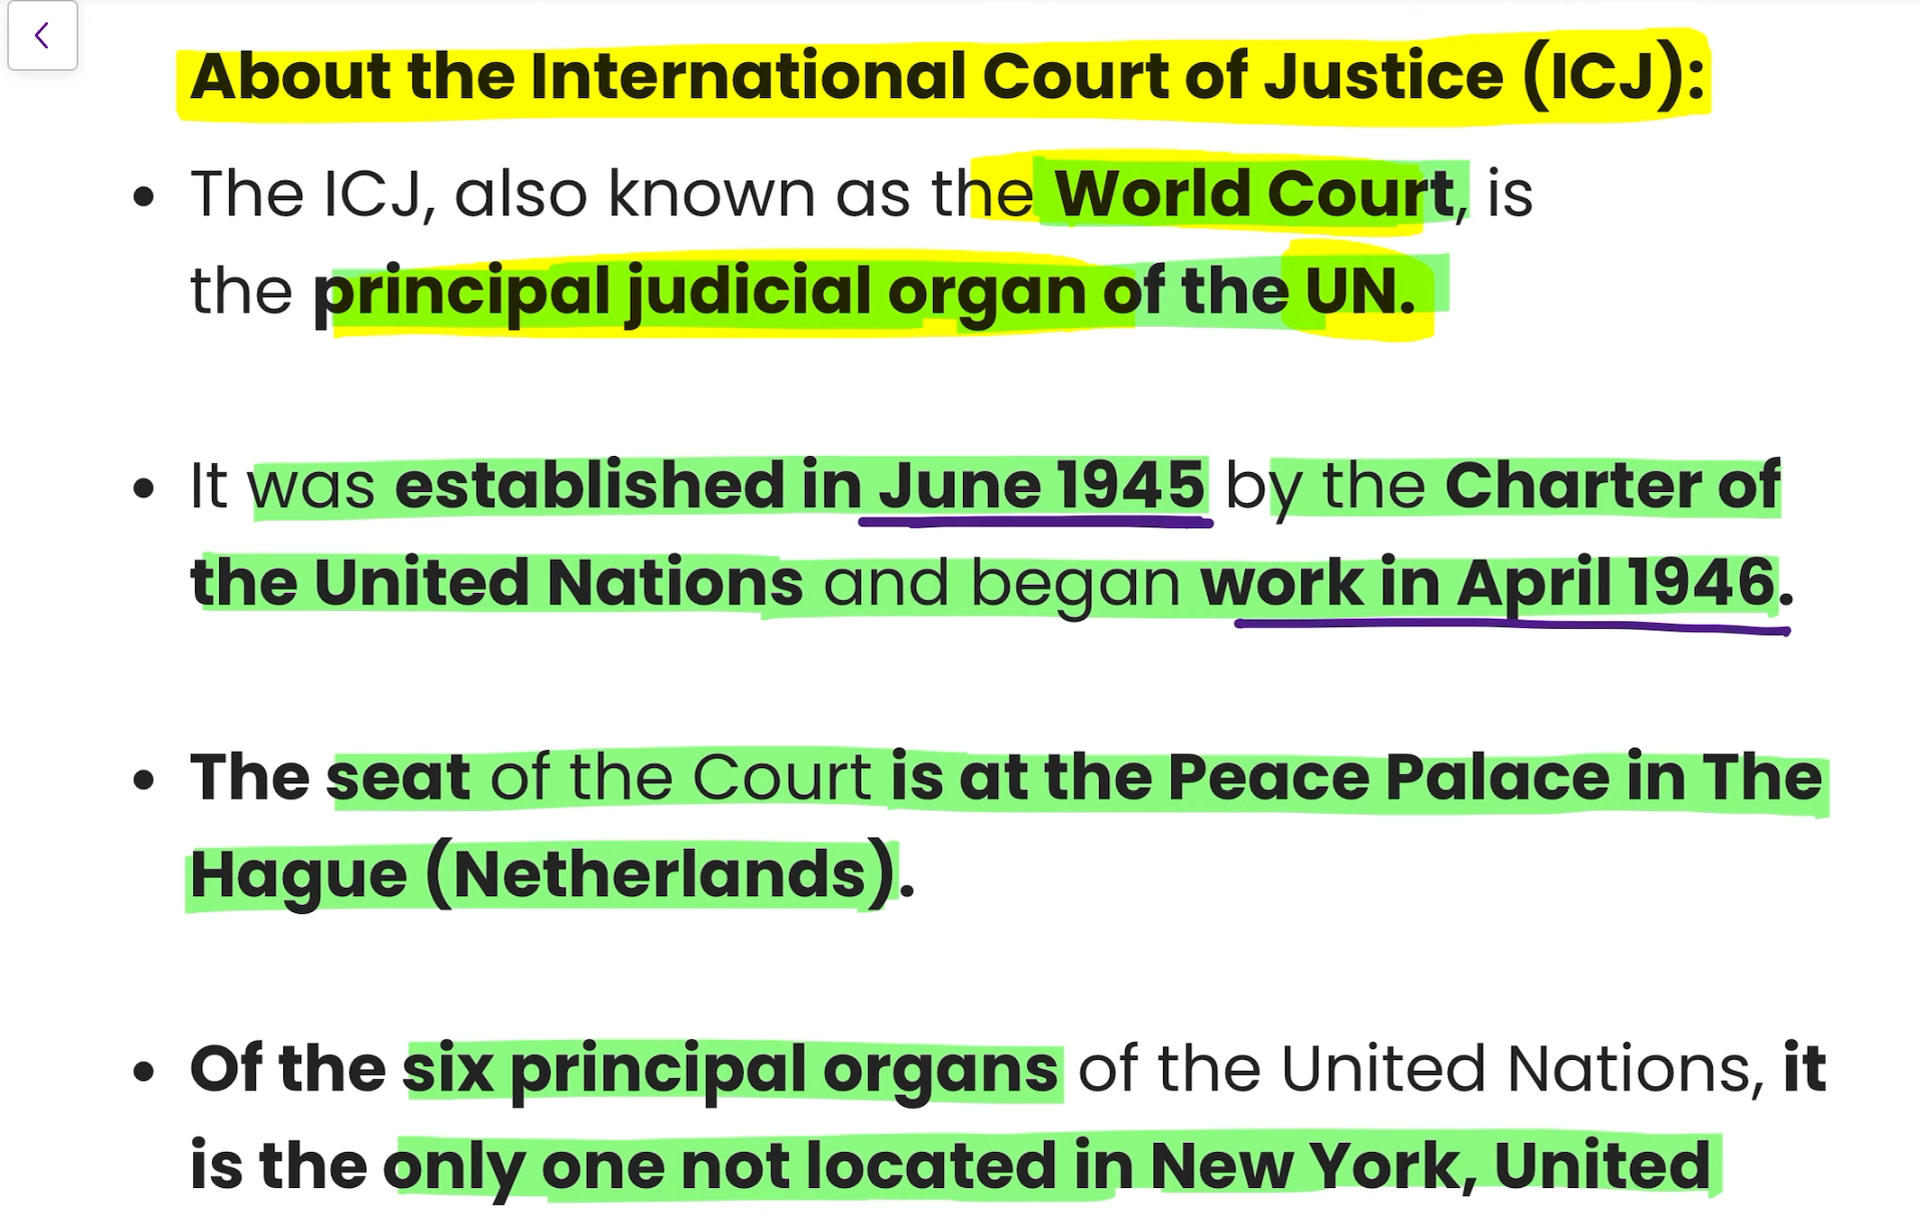 About the International Court of Justice (ICJ):
• The ICJ, also known as the World Court, is
the principal judicial organ of the UN.
• It was established in June 1945 by the Charter of
the United Nations and began work in April 1946.
• The seat of the Court is at the Peace Palace in The
Hague (Netherlands).
• Of the six principal organs of the United Nations, it
is the only one not located in New York, United